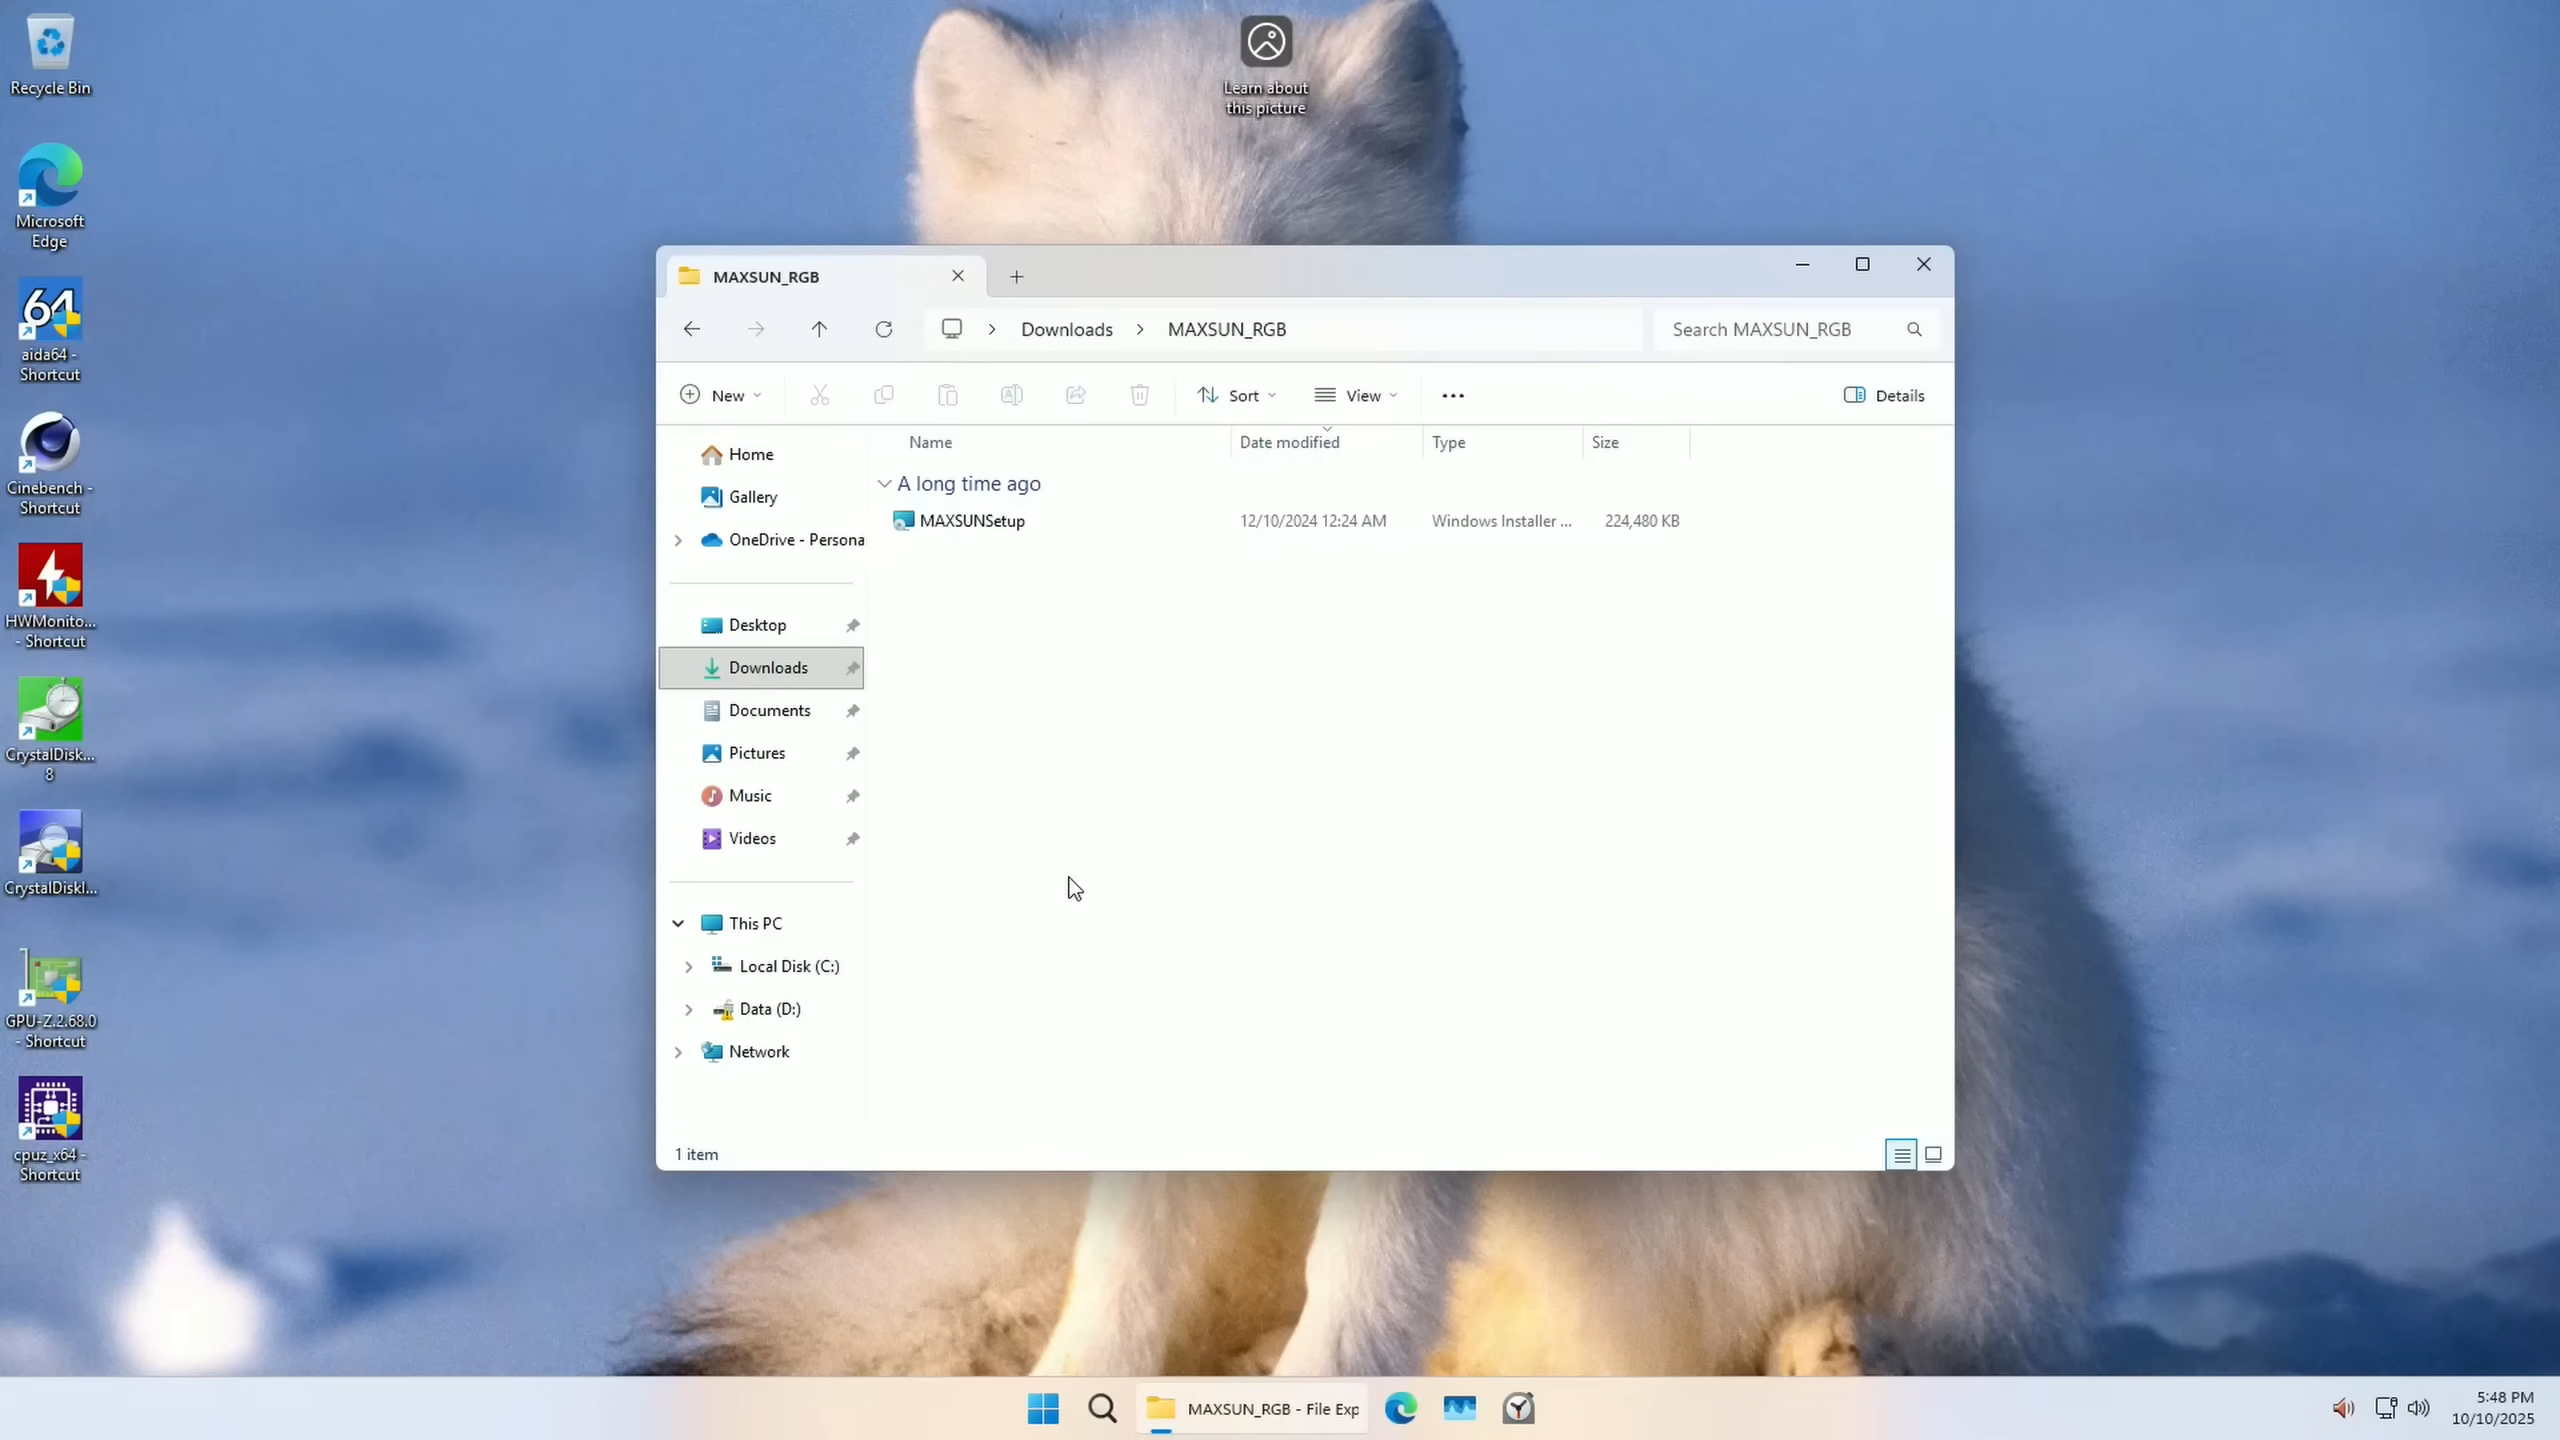 Recycle Bin
Microsoft
Edge
64
aida64 -
Shortcut
Cinebench -
Shortcut
HWMonito...
- Shortcut
CrystalDisk...
8
CrystalDiskI...
GPU-Z.2.68.0
- Shortcut
cpuz_x64 -
Shortcut
Learn about
this picture
MAXSUN_RGB
Downloads
MAXSUN_RGB
Search MAXSUN_RGB
New
Sort
View
Details
Name
Date modified
Type
Size
Home
Gallery
OneDrive - Persona
Desktop
Downloads
Documents
Pictures
Music
Videos
This PC
Local Disk (C:)
Data (D:)
Network
A long time ago
MAXSUNSetup
12/10/2024 12:24 AM
Windows Installer ...
224,480 KB
1 item
MAXSUN_RGB - File Exp
5:48 PM
10/10/2025